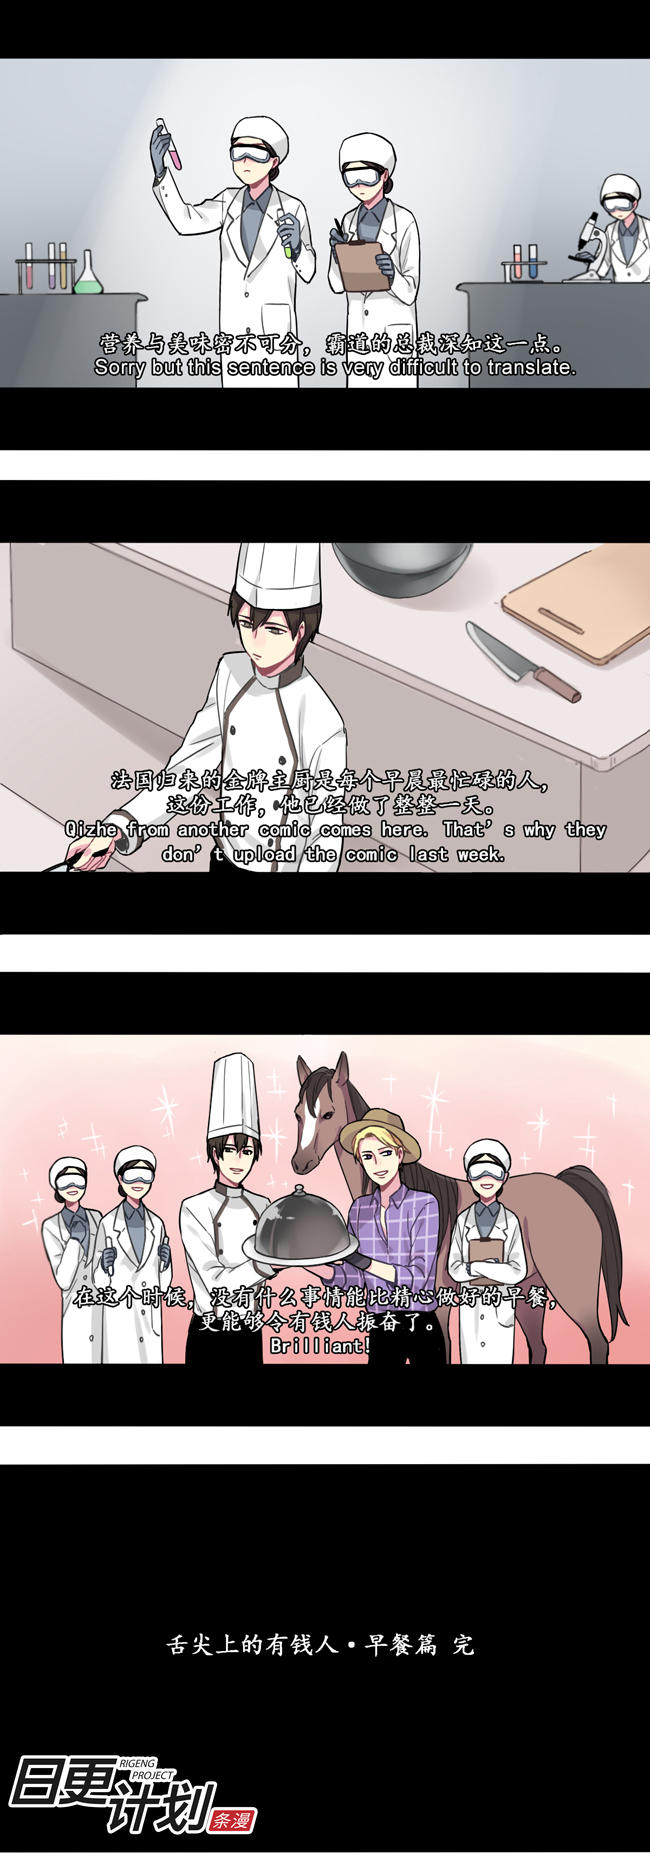 营养与美味密不可分，霸道的总裁深知这一点。
Sorry but this sentence is very difficult to translate.
法国归来的金牌主厨是每个早晨最忙碌的人，
这份工作，他已经做了整整一天。
Qizhe from another comic comes here. That's why they
don't upload the comic last week.
在这个时候，没有什么事情能比精心做好的早餐，
更能够令有钱人振奋了。
Brilliant!
舌尖上的有钱人·早餐篇 完
日更计划
RIGENG
PROJECT
条漫